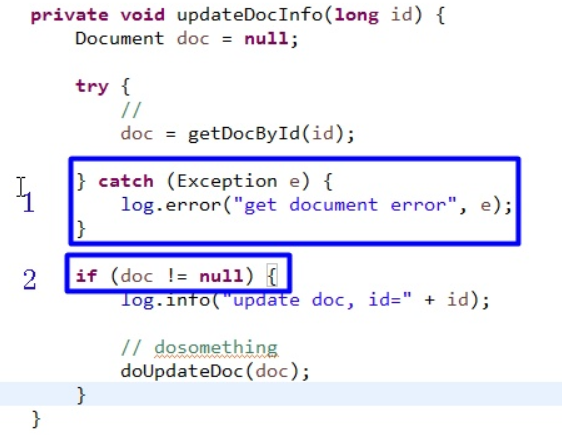 private void updateDocInfo(long id) {
Document doc = null;
try {
//
doc = getDocById(id);
1
} catch (Exception e) {
log.error("get document error", e);
}
2
if (doc != null) {
log.info("update doc, id=" + id);
// dosomething
doUpdateDoc(doc);
}
}